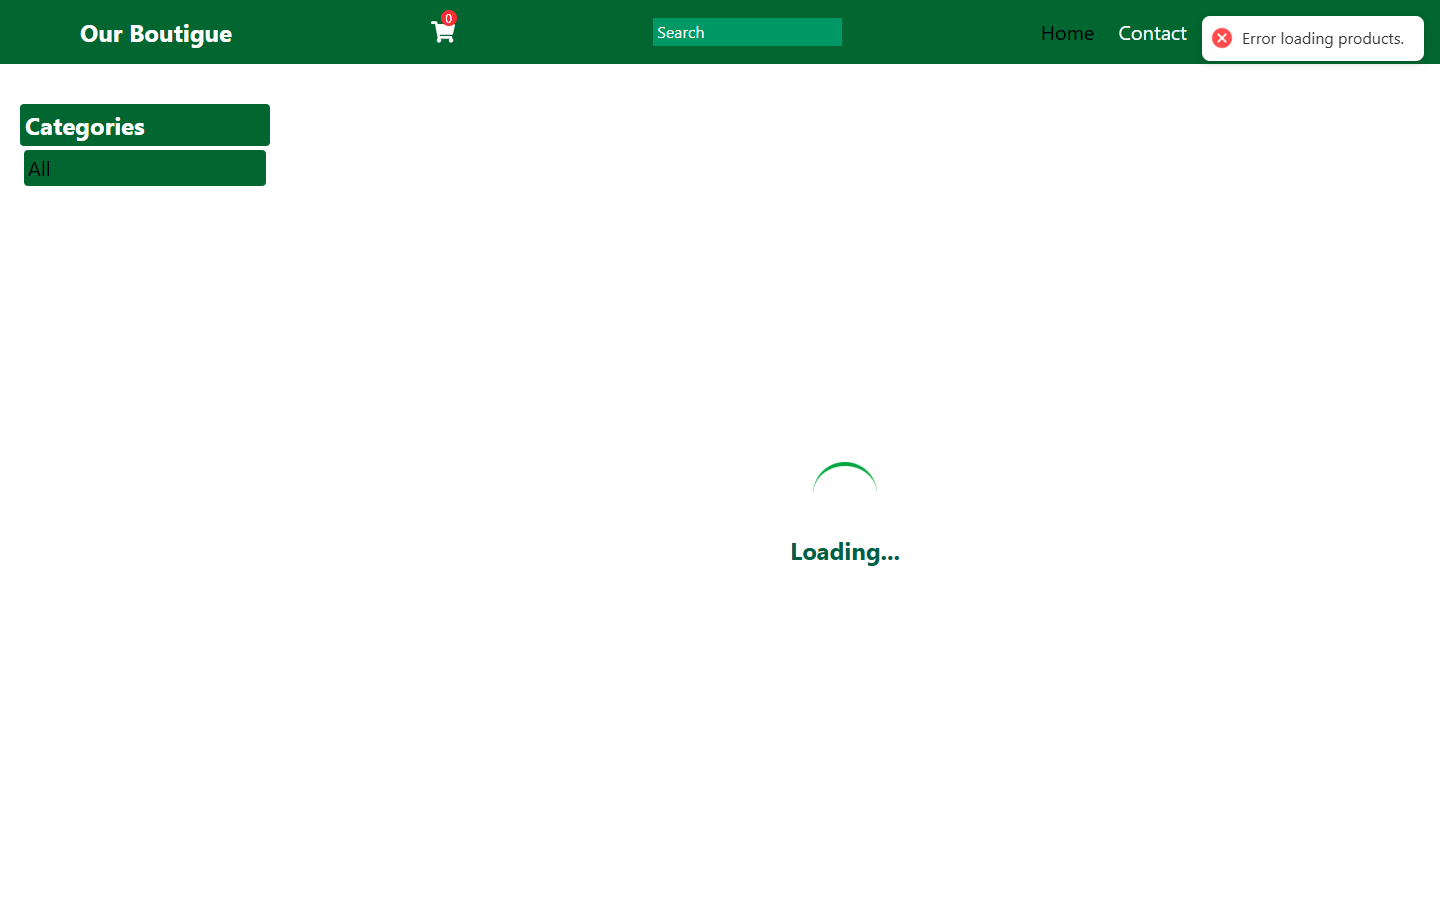 Our Boutigue
0
Search
Home
Contact
Error loading products.
Categories
All
Loading...